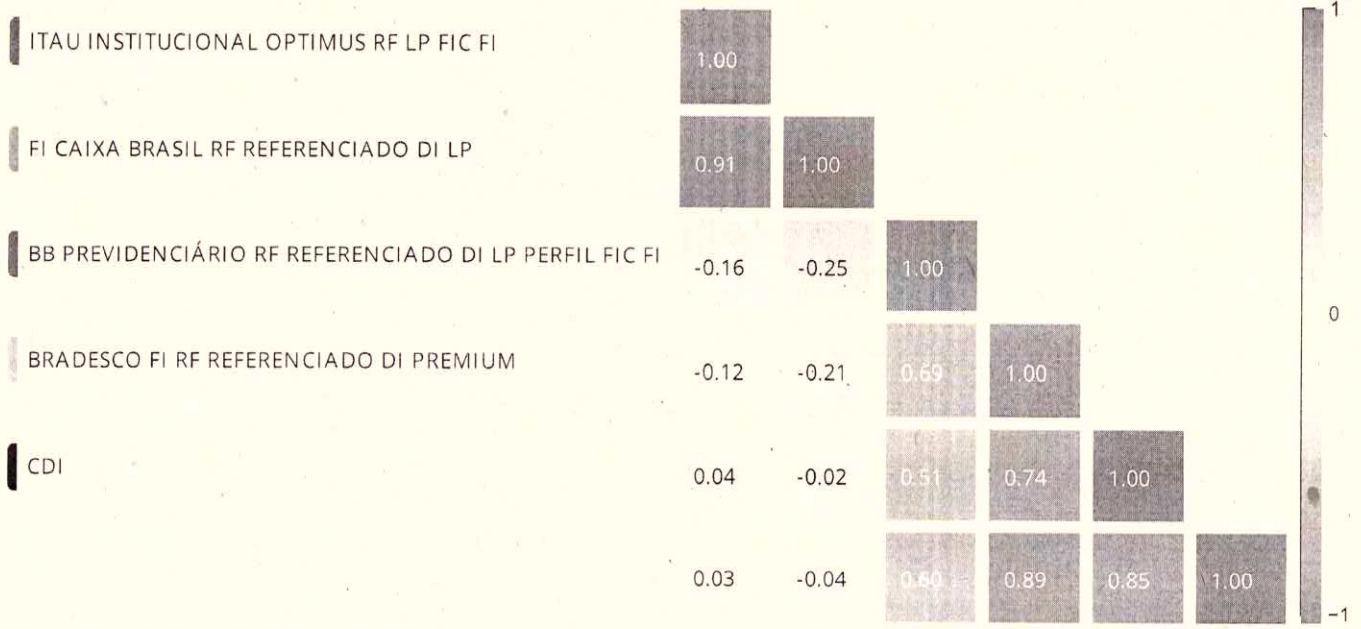 1
ITAU INSTITUCIONAL OPTIMUS RF LP FIC FI
1.00
FI CAIXA BRASIL RF REFERENCIADO DI LP
0.91 1.00
BB PREVIDENCIÁRIO RF REFERENCIADO DI LP PERFIL FIC FI
-0.16 -0.25 1.00
0
BRADESCO FI RF REFERENCIADO DI PREMIUM
-0.12 -0.21 0.69 1.00
CDI
0.04 -0.02 0.51 0.74 1.00
0.03 -0.04 0.60 0.89 0.85 1.00
-1